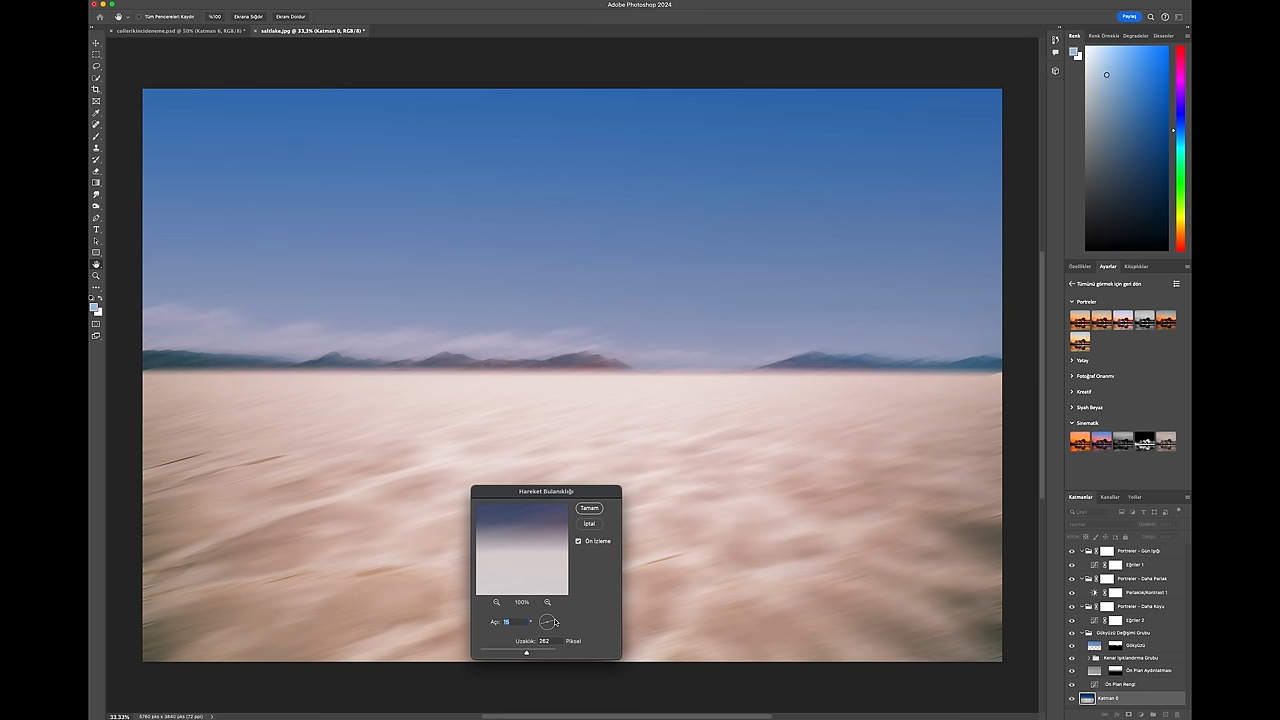 Adobe Photoshop 2024
Tüm Pencereleri Kaydır %100 Ekrana Sığdır Ekranı Doldur Paylaş
collerikincideneme.psd @ 50% (Katman 6, RGB/8) * saltlake.jpg @ 33,3% (Katman 0, RGB/8) *
Renk Renk Örnekle Degradeler Desenler
Özellikler Ayarlar Kitaplıklar
Tümünü görmek için geri dön
Portreler
Yatay
Fotoğraf Onarımı
Kreatif
Siyah Beyaz
Sinematik
Hareket Bulanıklığı
Tamam
İptal
Ön İzleme
100%
Açı: 15 °
Uzaklık: 262 Piksel
Katmanlar Kanallar Yollar
Normal
Portreler - Gün Işığı
Eğriler 1
Portreler - Daha Parlak
Parlaklık/Kontrast 1
Portreler - Daha Koyu
Eğriler 2
Gökyüzü Değişimi Grubu
Gökyüzü
Kenar Işıklandırma Grubu
Ön Plan Aydınlatması
Ön Plan Rengi
Katman 0
33,33% 5760 pks x 3840 pks (72 ppi)